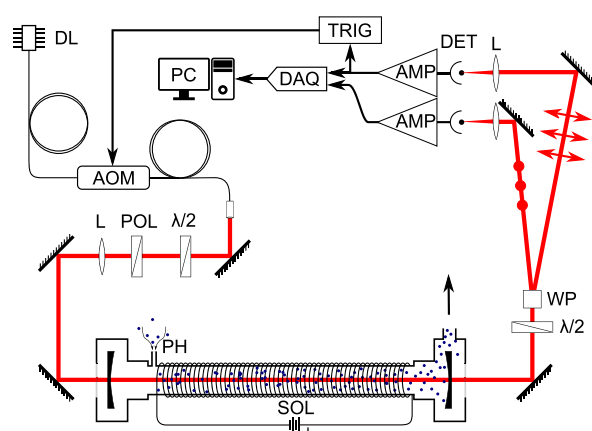 DL
TRIG
DET
L
PC
DAQ
AMP
AMP
L
AOM
L
POL
λ/2
WP
λ/2
PH
SOL